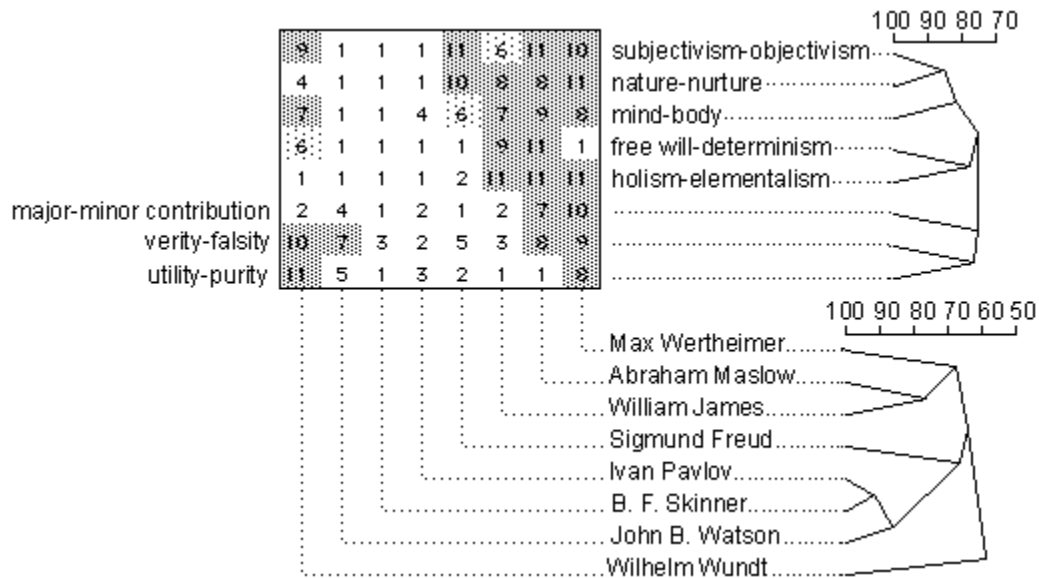 100 90 80 70
9 1 1 1 11 6 11 10 subjectivism-objectivism
4 1 1 1 10 8 8 11 nature-nurture
7 1 1 4 6 7 9 8 mind-body
6 1 1 1 1 9 11 1 free will-determinism
1 1 1 1 2 11 11 11 holism-elementalism
major-minor contribution 2 4 1 2 1 2 7 10
verity-falsity 10 7 3 2 5 3 8 9
utility-purity 11 5 1 3 2 1 1 8
100 90 80 70 60 50
Max Wertheimer
Abraham Maslow
William James
Sigmund Freud
Ivan Pavlov
B. F. Skinner
John B. Watson
Wilhelm Wundt